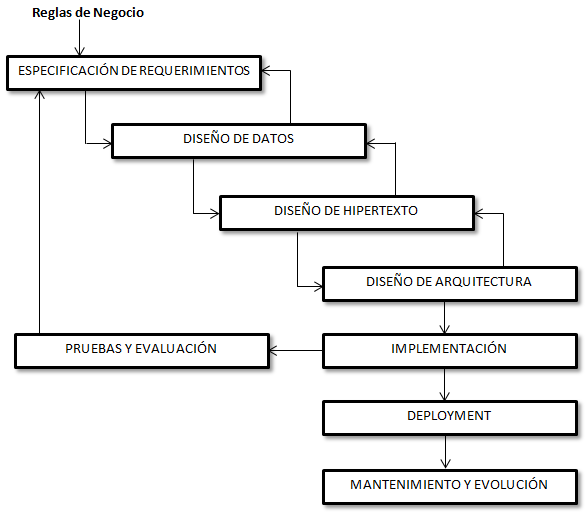 Reglas de Negocio
ESPECIFICACIÓN DE REQUERIMIENTOS
DISEÑO DE DATOS
DISEÑO DE HIPERTEXTO
DISEÑO DE ARQUITECTURA
PRUEBAS Y EVALUACIÓN
IMPLEMENTACIÓN
DEPLOYMENT
MANTENIMIENTO Y EVOLUCIÓN